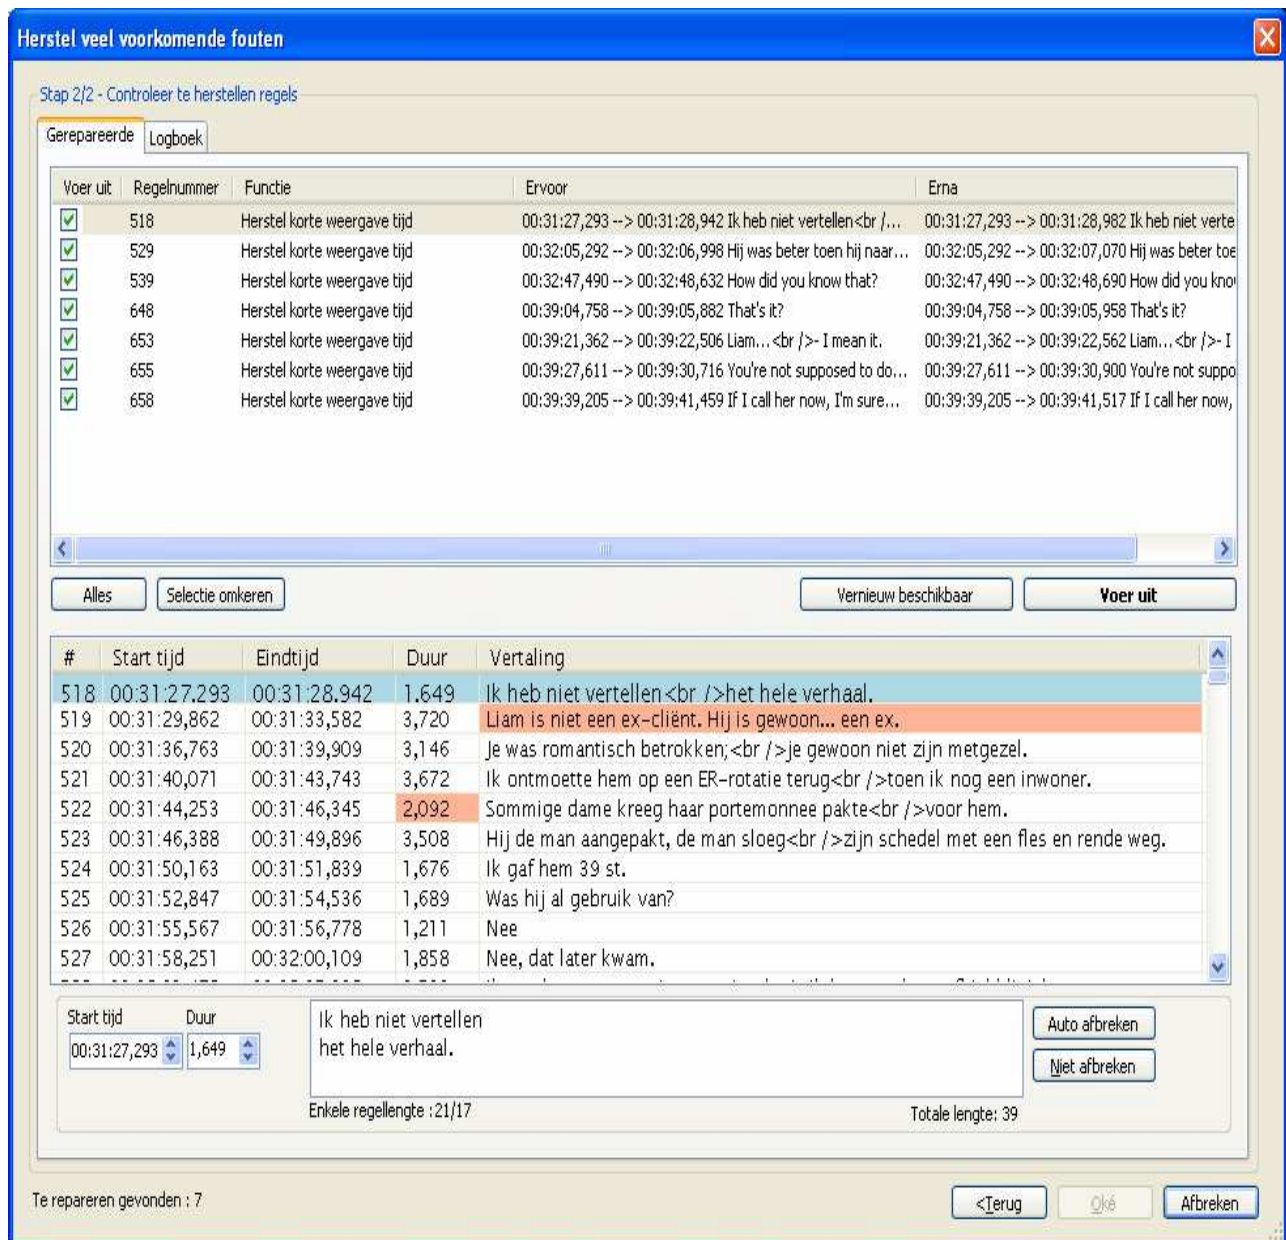 Herstel veel voorkomende fouten
Stap 2/2 - Controleer te herstellen regels
Gerepareerde Logboek
Voer uit Regelnummer Functie Ervoor Erna
518 Herstel korte weergave tijd 00:31:27,293 --> 00:31:28,942 Ik heb niet vertellen<br /... 00:31:27,293 --> 00:31:28,982 Ik heb niet verte
529 Herstel korte weergave tijd 00:32:05,292 --> 00:32:06,998 Hij was beter toen hij naar... 00:32:05,292 --> 00:32:07,070 Hij was beter toe
539 Herstel korte weergave tijd 00:32:47,490 --> 00:32:48,632 How did you know that? 00:32:47,490 --> 00:32:48,690 How did you kno
648 Herstel korte weergave tijd 00:39:04,758 --> 00:39:05,882 That's it? 00:39:04,758 --> 00:39:05,958 That's it?
653 Herstel korte weergave tijd 00:39:21,362 --> 00:39:22,506 Liam...<br />- I mean it. 00:39:21,362 --> 00:39:22,562 Liam...<br />- I
655 Herstel korte weergave tijd 00:39:27,611 --> 00:39:30,716 You're not supposed to do... 00:39:27,611 --> 00:39:30,900 You're not suppo
658 Herstel korte weergave tijd 00:39:39,205 --> 00:39:41,459 If I call her now, I'm sure... 00:39:39,205 --> 00:39:41,517 If I call her now,
Alles Selectie omkeren Vernieuw beschikbaar Voer uit
# Start tijd Eindtijd Duur Vertaling
518 00:31:27,293 00:31:28,942 1,649 Ik heb niet vertellen<br />het hele verhaal.
519 00:31:29,862 00:31:33,582 3,720 Liam is niet een ex-cliënt. Hij is gewoon... een ex.
520 00:31:36,763 00:31:39,909 3,146 Je was romantisch betrokken;<br />je gewoon niet zijn metgezel.
521 00:31:40,071 00:31:43,743 3,672 Ik ontmoette hem op een ER-rotatie terug<br />toen ik nog een inwoner.
522 00:31:44,253 00:31:46,345 2,092 Sommige dame kreeg haar portemonnee pakte<br />voor hem.
523 00:31:46,388 00:31:49,896 3,508 Hij de man aangepakt, de man sloeg<br />zijn schedel met een fles en rende weg.
524 00:31:50,163 00:31:51,839 1,676 Ik gaf hem 39 st.
525 00:31:52,847 00:31:54,536 1,689 Was hij al gebruik van?
526 00:31:55,567 00:31:56,778 1,211 Nee
527 00:31:58,251 00:32:00,109 1,858 Nee, dat later kwam.
Start tijd Duur
00:31:27,293 1,649
Ik heb niet vertellen
het hele verhaal.
Auto afbreken
Niet afbreken
Enkele regellengte :21/17 Totale lengte: 39
Te repareren gevonden : 7
<Terug Oké Afbreken